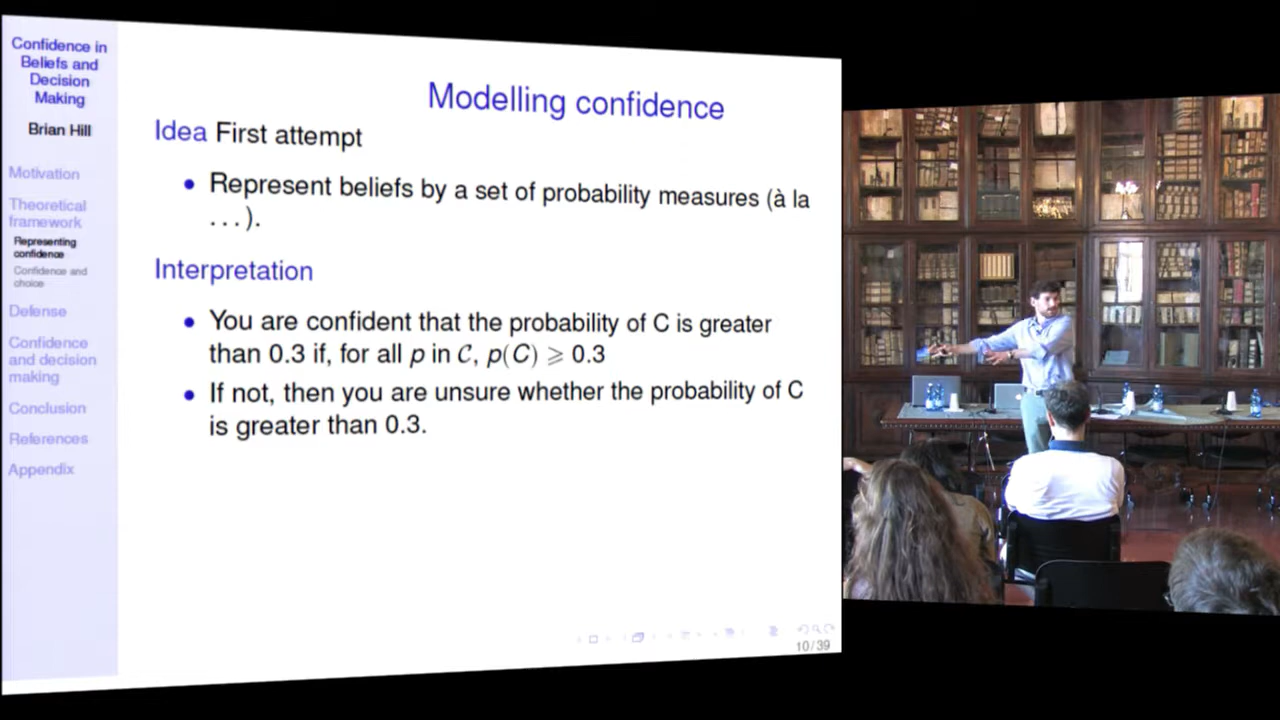 Confidence in
Beliefs and
Decision
Making
Brian Hill
Motivation
Theoretical
framework
Representing
confidence
Confidence and
choice
Defense
Confidence
and decision
making
Conclusion
References
Appendix
Modelling confidence
Idea First attempt
• Represent beliefs by a set of probability measures (à la
...).
Interpretation
• You are confident that the probability of C is greater
than 0.3 if, for all p in 𝒞, p(C) ⩾ 0.3
• If not, then you are unsure whether the probability of C
is greater than 0.3.
10/39